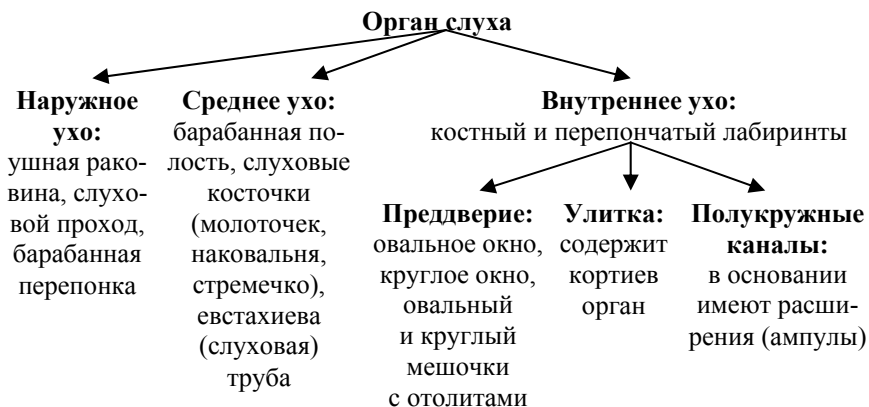 Орган слуха
Наружное
ухо:
ушная рако-
вина, слухо-
вой проход,
барабанная
перепонка
Среднее ухо:
барабанная по-
лость, слуховые
косточки
(молоточек,
наковальня,
стремечко),
евстахиева
(слуховая)
труба
Внутреннее ухо:
костный и перепончатый лабиринты
Преддверие:
овальное окно,
круглое окно,
овальный
и круглый
мешочки
с отолитами
Улитка:
содержит
кортиев
орган
Полукружные
каналы:
в основании
имеют расши-
рения (ампулы)